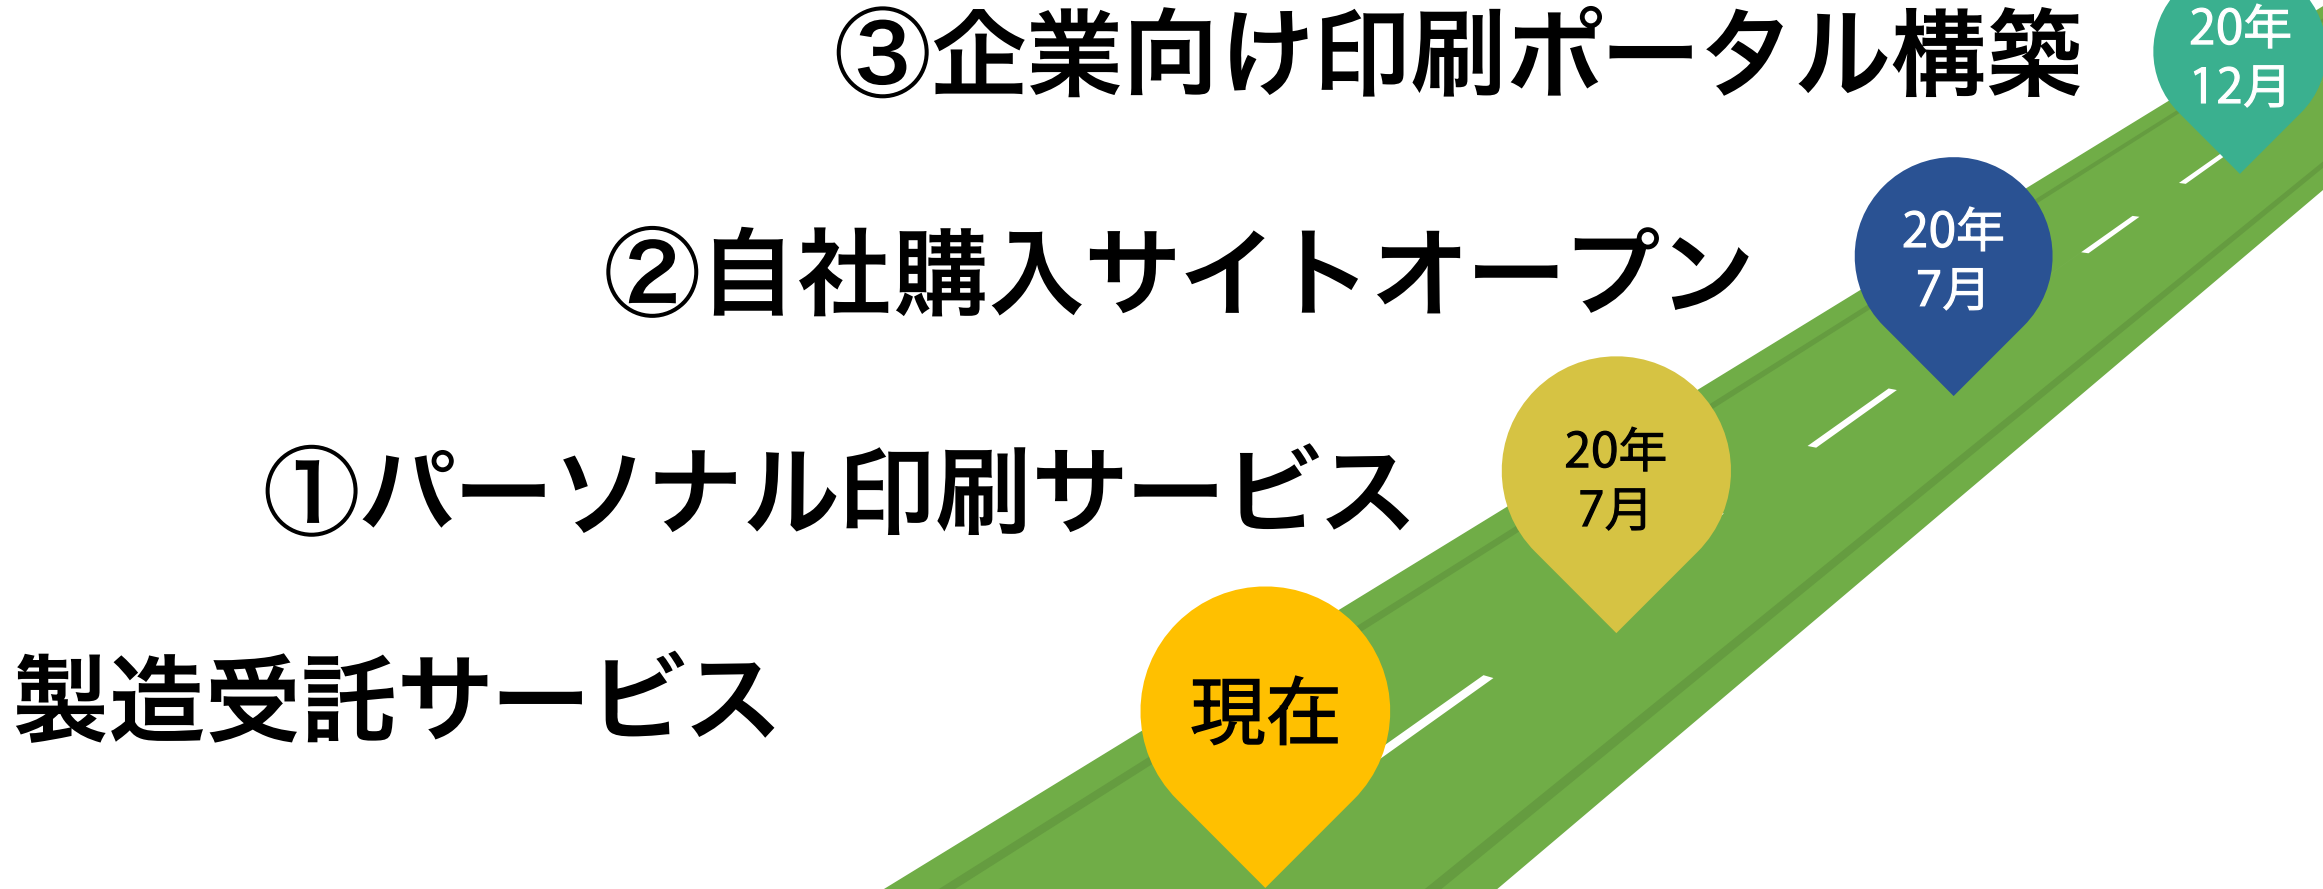 ③企業向け印刷ポータル構築
20年
12月
②自社購入サイトオープン
20年
7月
①パーソナル印刷サービス
20年
7月
製造受託サービス
現在